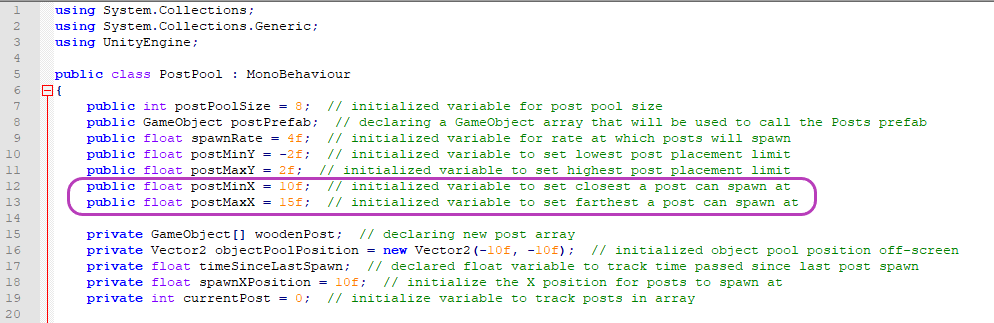 1 using System.Collections;
2 using System.Collections.Generic;
3 using UnityEngine;
4
5 public class PostPool : MonoBehaviour
6 {
7 public int postPoolSize = 8;  // initialized variable for post pool size
8 public GameObject postPrefab;  // declaring a GameObject array that will be used to call the Posts prefab
9 public float spawnRate = 4f;  // initialized variable for rate at which posts will spawn
10 public float postMinY = -2f;  // initialized variable to set lowest post placement limit
11 public float postMaxY = 2f;  // initialized variable to set highest post placement limit
12 public float postMinX = 10f;  // initialized variable to set closest a post can spawn at
13 public float postMaxX = 15f;  // initialized variable to set farthest a post can spawn at
14
15 private GameObject[] woodenPost;  // declaring new post array
16 private Vector2 objectPoolPosition = new Vector2(-10f, -10f);  // initialized object pool position off-screen
17 private float timeSinceLastSpawn;  // declared float variable to track time passed since last post spawn
18 private float spawnXPosition = 10f;  // initialize the X position for posts to spawn at
19 private int currentPost = 0;  // initialize variable to track posts in array
20